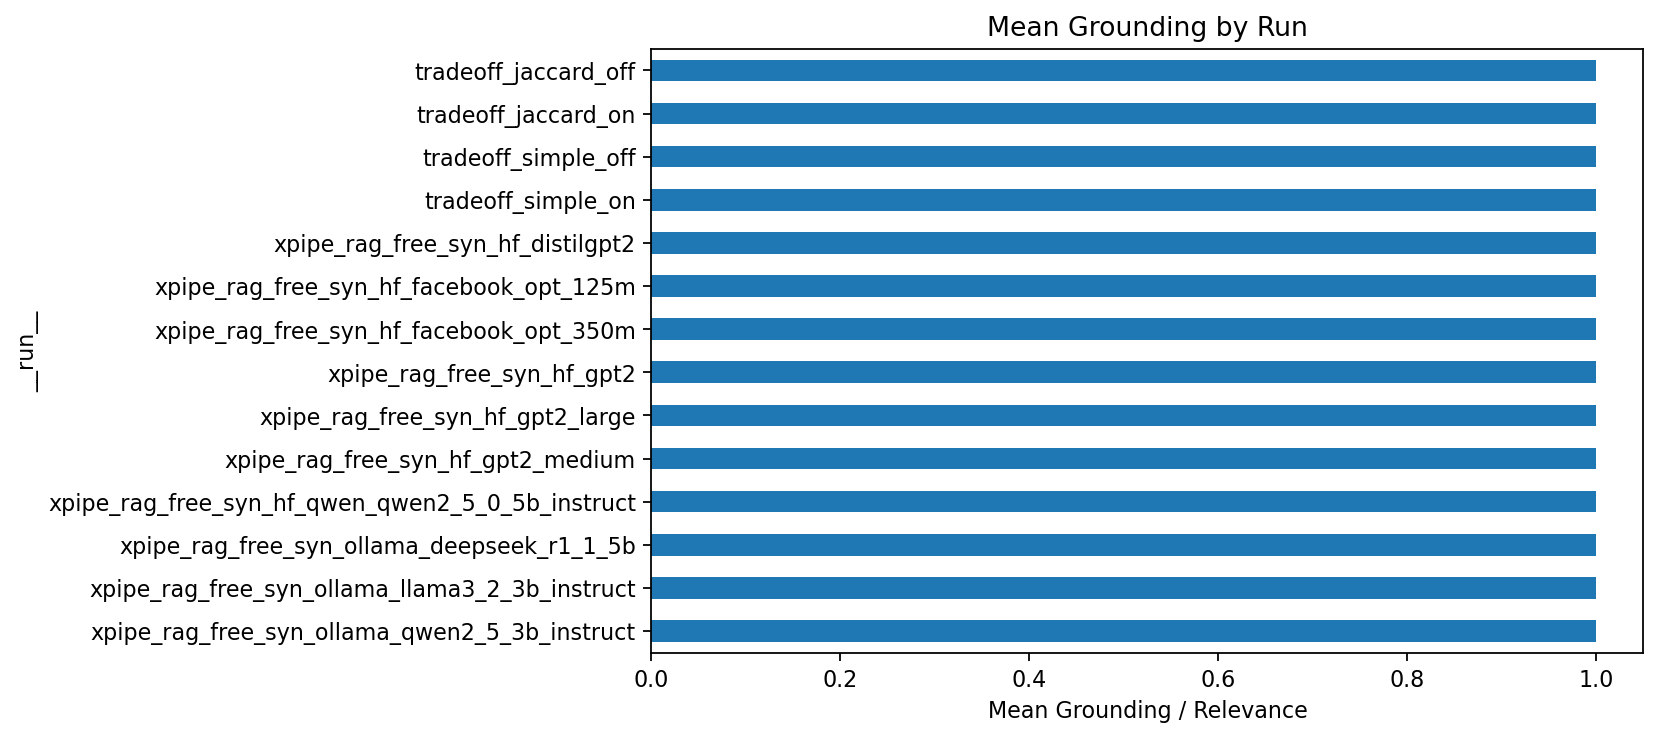 Mean Grounding by Run
tradeoff_jaccard_off
tradeoff_jaccard_on
tradeoff_simple_off
tradeoff_simple_on
xpipe_rag_free_syn_hf_distilgpt2
xpipe_rag_free_syn_hf_facebook_opt_125m
xpipe_rag_free_syn_hf_facebook_opt_350m
xpipe_rag_free_syn_hf_gpt2
xpipe_rag_free_syn_hf_gpt2_large
xpipe_rag_free_syn_hf_gpt2_medium
xpipe_rag_free_syn_hf_qwen_qwen2_5_0_5b_instruct
xpipe_rag_free_syn_ollama_deepseek_r1_1_5b
xpipe_rag_free_syn_ollama_llama3_2_3b_instruct
xpipe_rag_free_syn_ollama_qwen2_5_3b_instruct
__run__
0.0 0.2 0.4 0.6 0.8 1.0
Mean Grounding / Relevance